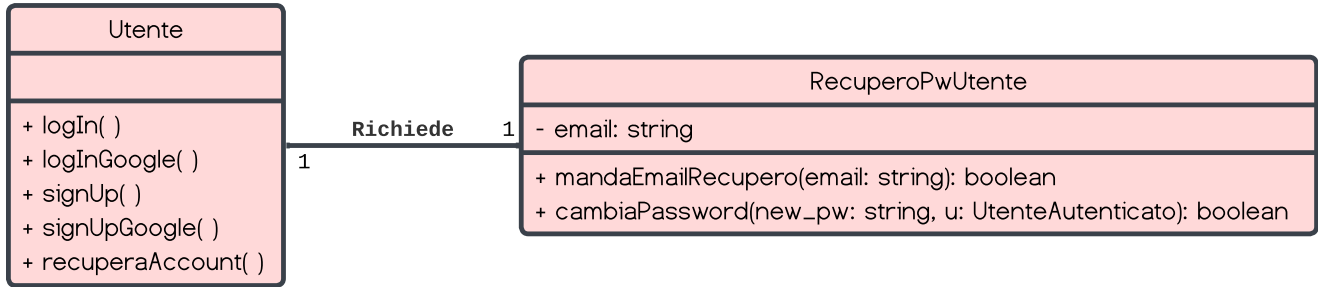 Utente
+ logIn( )
+ logInGoogle( )
+ signUp( )
+ signUpGoogle( )
+ recuperaAccount( )
Richiede
1
1
RecuperoPwUtente
- email: string
+ mandaEmailRecupero(email: string): boolean
+ cambiaPassword(new_pw: string, u: UtenteAutenticato): boolean